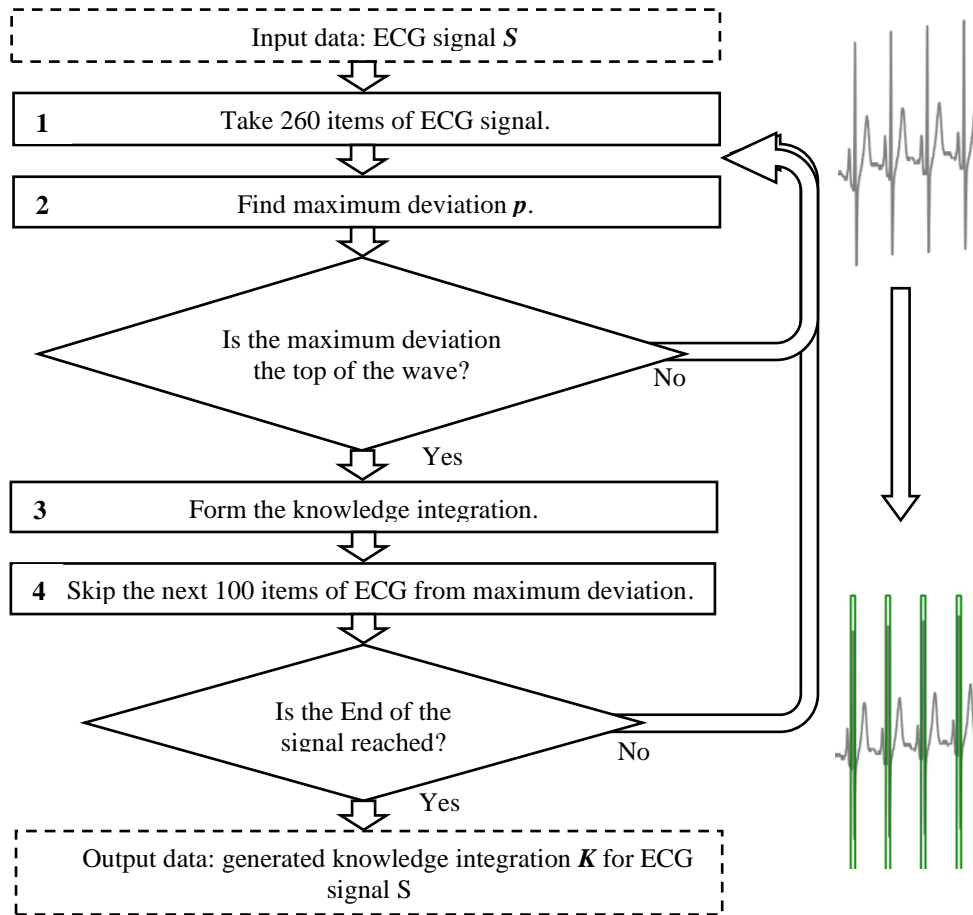 Input data: ECG signal S
1 Take 260 items of ECG signal.
2 Find maximum deviation p.
Is the maximum deviation
the top of the wave?
No
Yes
3 Form the knowledge integration.
4 Skip the next 100 items of ECG from maximum deviation.
Is the End of the
signal reached?
No
Yes
Output data: generated knowledge integration K for ECG
signal S